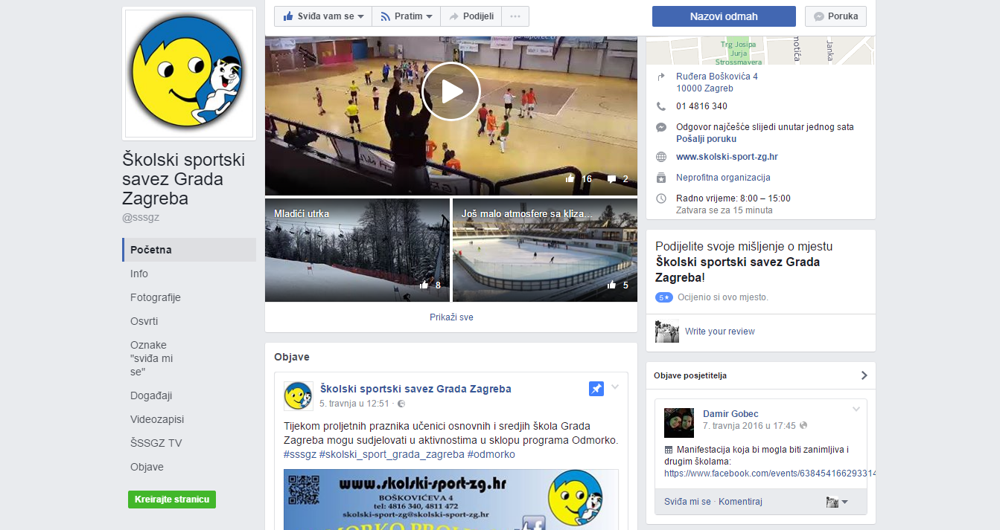 Sviđa vam se
Pratim
Podijeli
Nazovi odmah
Poruka
Školski sportski
savez Grada
Zagreba
@sssgz
Početna
Info
Fotografije
Osvrti
Oznake
"sviđa mi
se"
Događaji
Videozapisi
ŠSSGZ TV
Objave
Kreirajte stranicu
16
2
Mladići utrka
8
Još malo atmosfere sa kliza...
5
Prikaži sve
Objave
Školski sportski savez Grada Zagreba
5. travnja u 12:51 ·
Tijekom proljetnih praznika učenici osnovnih i sredjih škola Grada
Zagreba mogu sudjelovati u aktivnostima u sklopu programa Odmorko.
#sssgz #skolski_sport_grada_zagreba #odmorko
www.skolski-sport-zg.hr
BOŠKOVIĆEVA 4
tel: 4816 340, 4811 472
skolski-sport-zg@skolski-sport-zg.hr
Trg Josipa
Jurja
Strossmayera
Janka
Ruđera Boškovića 4
10000 Zagreb
01 4816 340
Odgovor najčešće slijedi unutar jednog sata
Pošalji poruku
www.skolski-sport-zg.hr
Neprofitna organizacija
Radno vrijeme: 8:00 – 15:00
Zatvara se za 15 minuta
Podijelite svoje mišljenje o mjestu
Školski sportski savez Grada
Zagreba!
5★ Ocijenio si ovo mjesto.
Write your review
Objave posjetitelja
Damir Gobec
7. travnja 2016 u 17:45
Manifestacija koja bi mogla biti zanimljiva i
drugim školama:
https://www.facebook.com/events/638454166293314
Sviđa mi se · Komentiraj